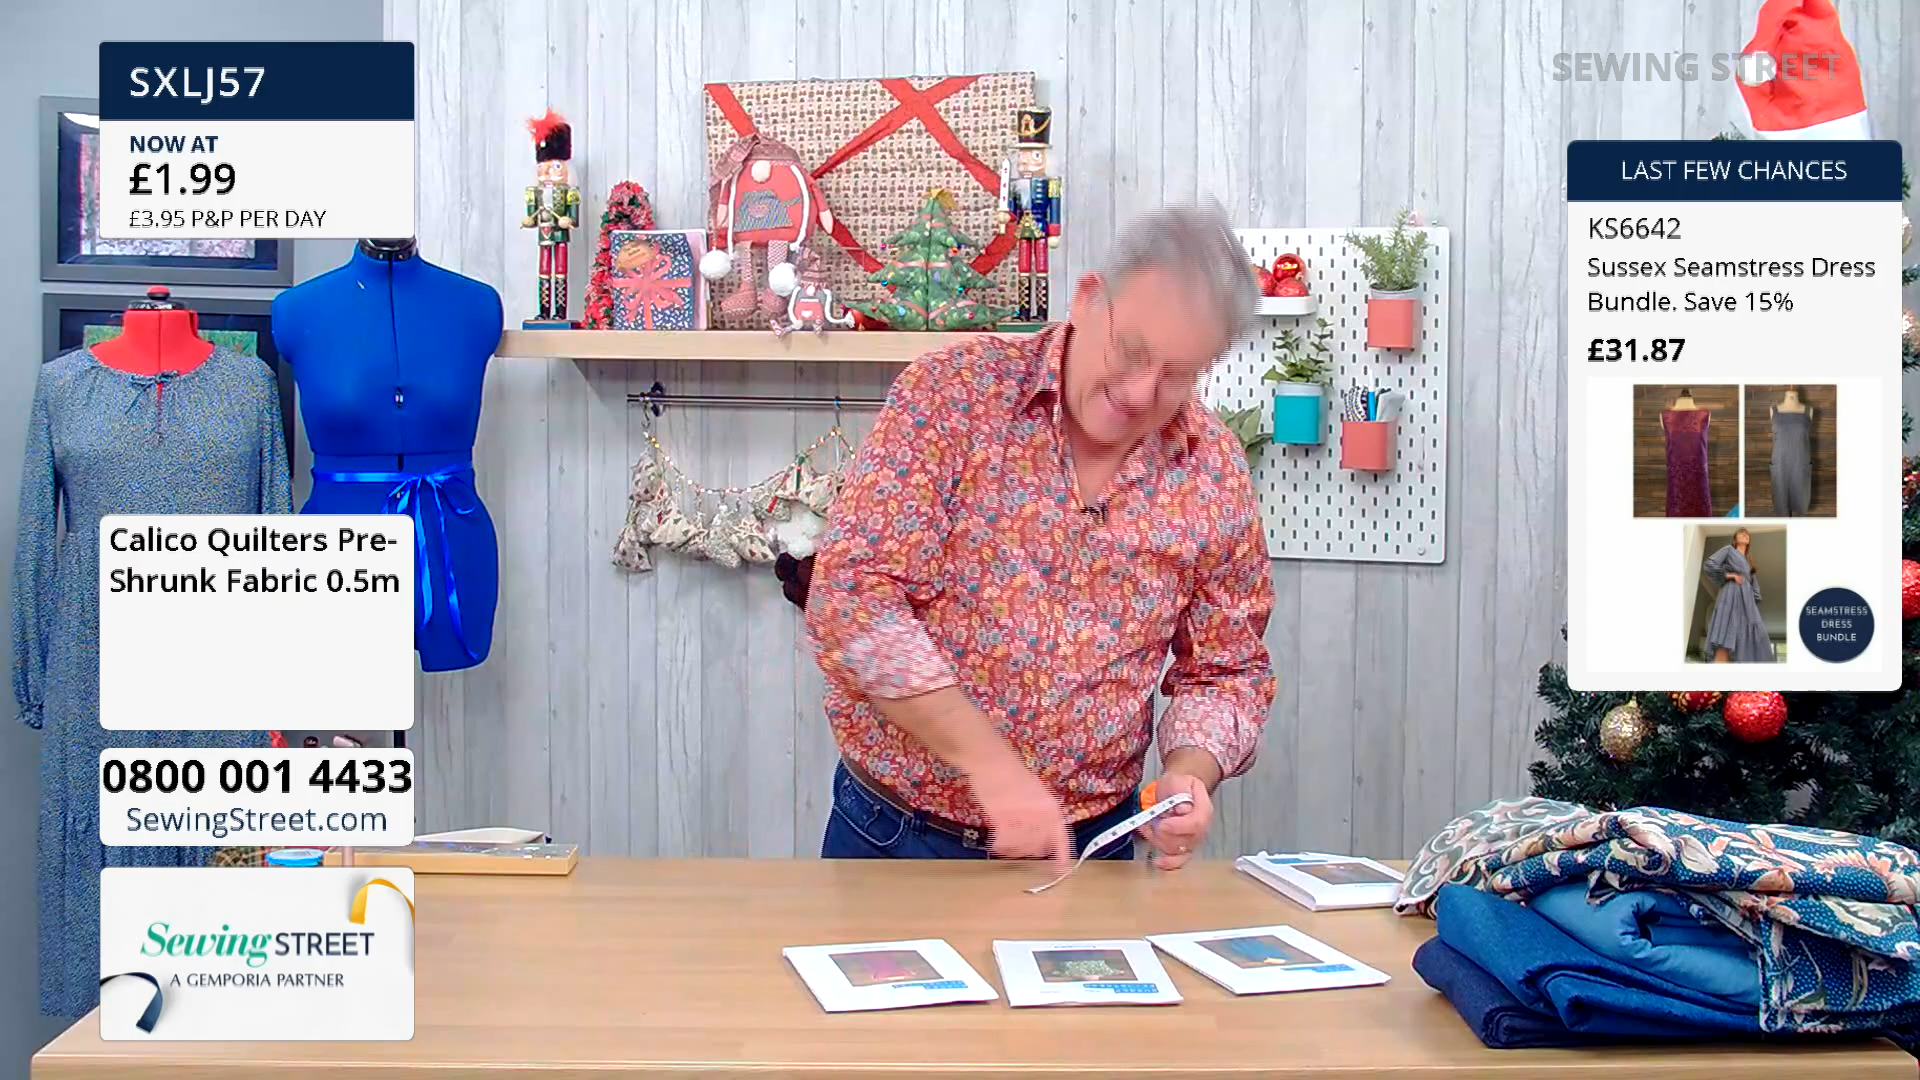 SXLJ57
NOW AT
£1.99
£3.95 P&P PER DAY
Calico Quilters Pre-
Shrunk Fabric 0.5m
0800 001 4433
SewingStreet.com
Sewing STREET
A GEMPORIA PARTNER
SEWING STREET
LAST FEW CHANCES
KS6642
Sussex Seamstress Dress
Bundle. Save 15%
£31.87
SEAMSTRESS
DRESS
BUNDLE